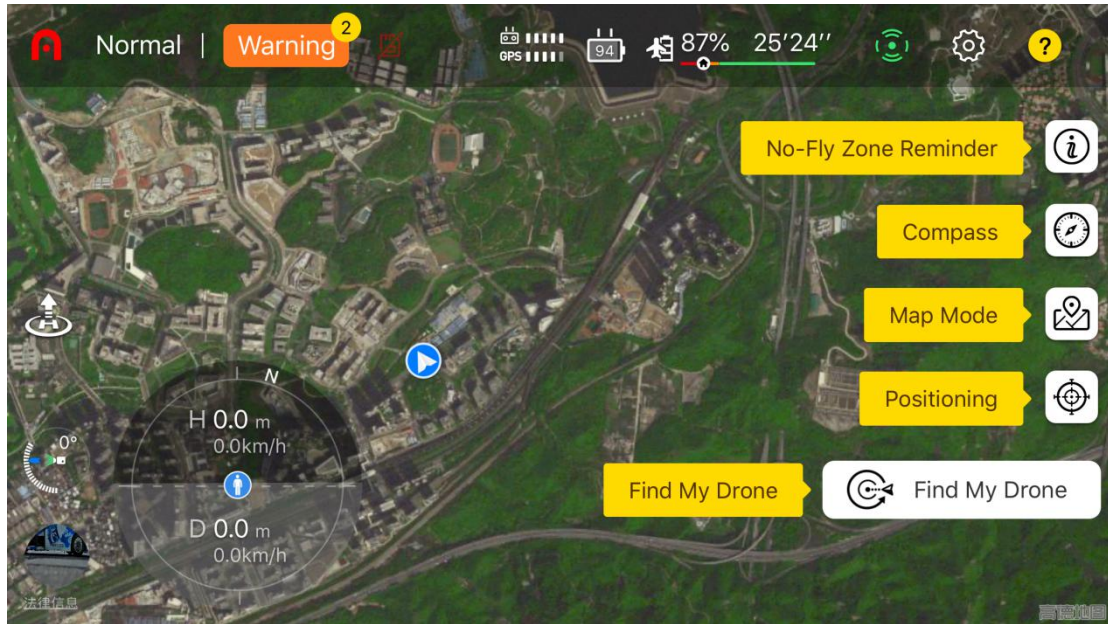 Normal | Warning 2
GPS
94
87% 25'24''
?
No-Fly Zone Reminder
Compass
Map Mode
Positioning
Find My Drone
Find My Drone
N
H 0.0 m
0.0km/h
0°
D 0.0 m
0.0km/h
法律信息
高德地图